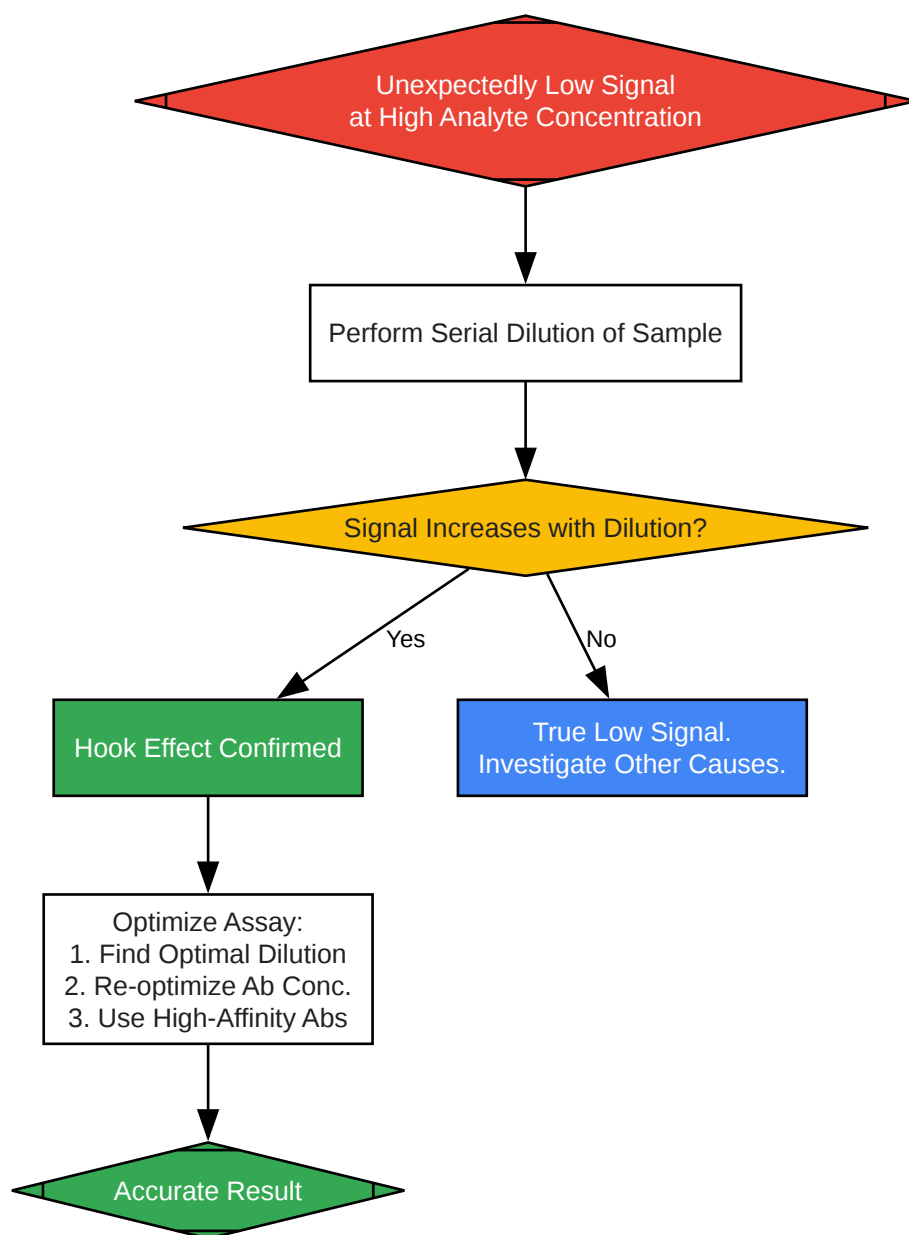 Unexpectedly Low Signal
at High Analyte Concentration
Perform Serial Dilution of Sample
Signal Increases with Dilution?
Yes
No
Hook Effect Confirmed
True Low Signal.
Investigate Other Causes.
Optimize Assay:
1. Find Optimal Dilution
2. Re-optimize Ab Conc.
3. Use High-Affinity Abs
Accurate Result